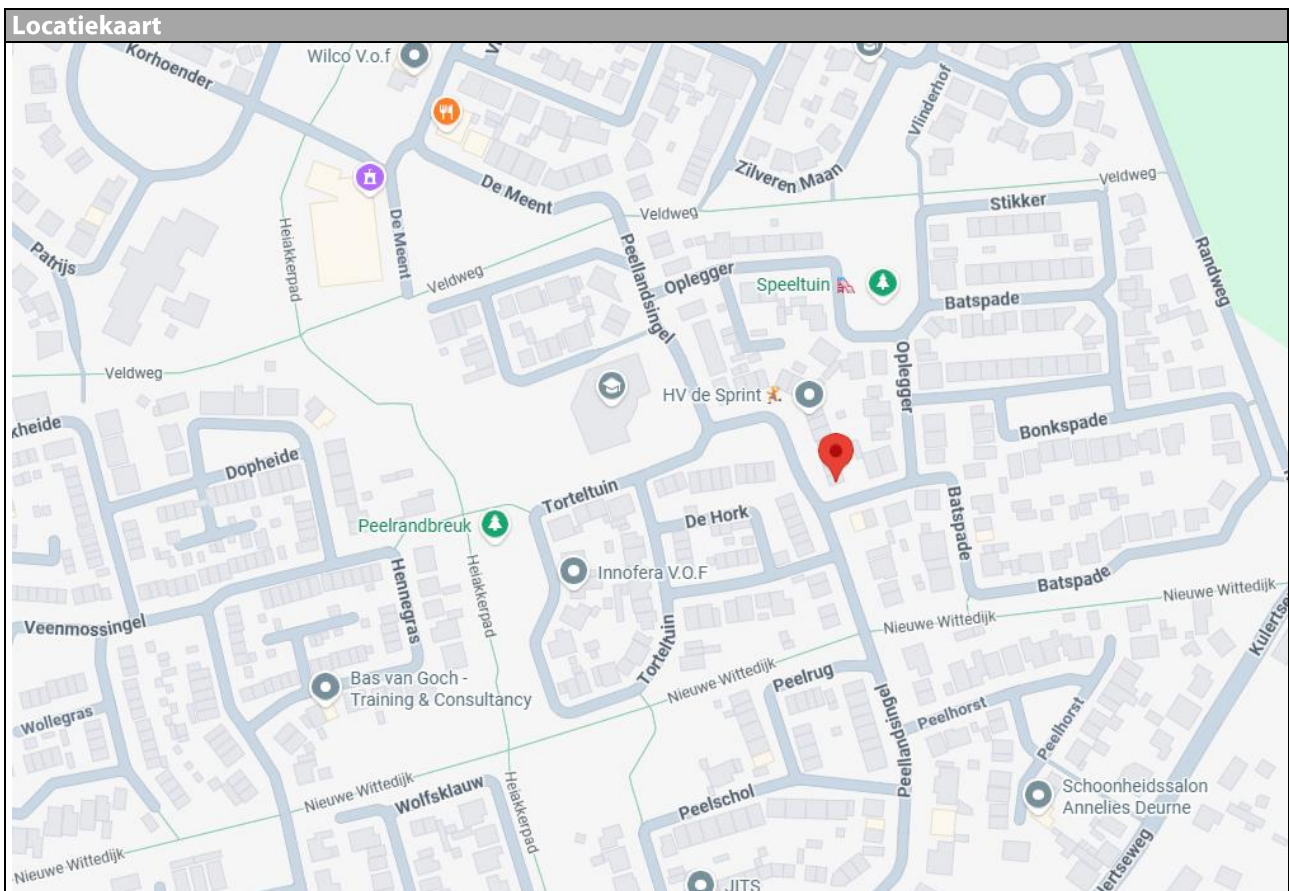 Locatiekaart
Korhoender
Wilco V.o.f
Vlinderhof
Zilveren Maan
De Meent
Veldweg
Stikker
Veldweg
Patrijs
Heiakkerpad
De Meent
Veldweg
Peellandsingel
Oplegger
Speeltuin
Batspade
Randweg
Veldweg
Oplegger
HV de Sprint
Bonkspade
xheide
Dopheide
Torteltuin
De Hork
Batspade
Peelrandbreuk
Hennegras
Heiakkerpad
Innofera V.O.F
Batspade
Nieuwe Wittedijk
Veenmossingel
Torteltuin
Nieuwe Wittedijk
Kulertse
Bas van Goch -
Training & Consultancy
Nieuwe Wittedijk
Peelrug
Peellandsingel
Peelhorst
Peelhorst
Wollegras
Nieuwe Wittedijk
Wolfsklauw
Heiakkerpad
Peelschol
Schoonheidssalon
Annelies Deurne
Nieuwe Wittedijk
ertseweg
JITS